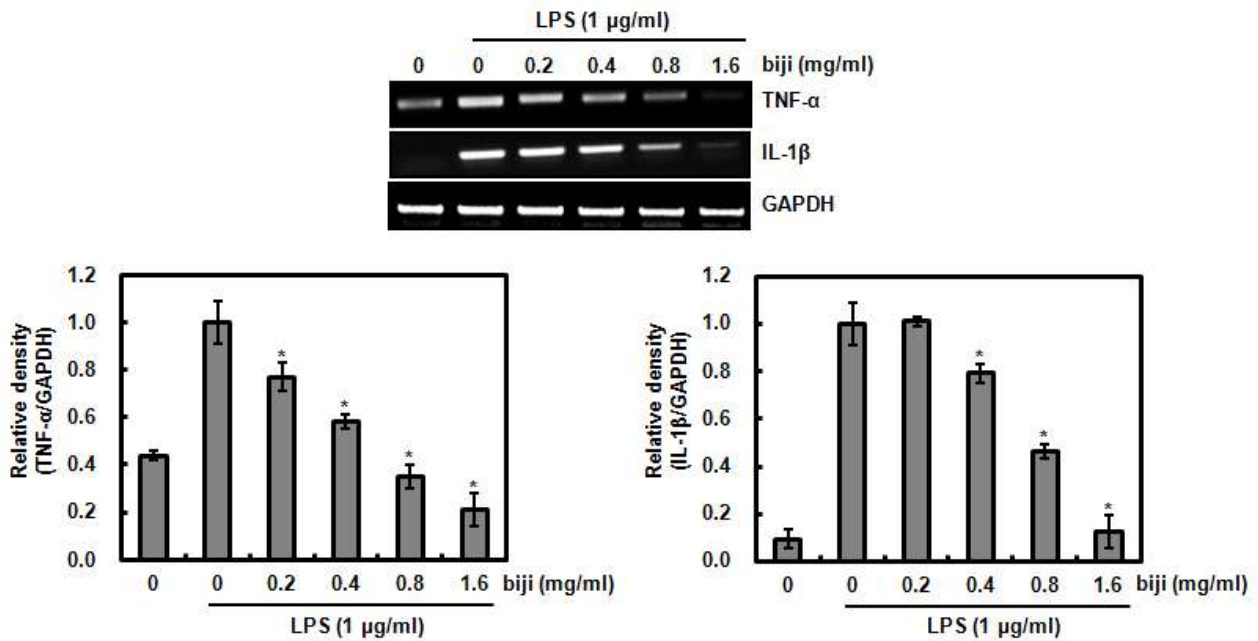 LPS (1 μg/ml)
0 0 0.2 0.4 0.8 1.6 biji (mg/ml)
TNF-α
IL-1β
GAPDH
Relative density
(TNF-α/GAPDH)
1.2
1.0
0.8
0.6
0.4
0.2
0.0
*
*
*
*
0 0 0.2 0.4 0.8 1.6 biji (mg/ml)
LPS (1 μg/ml)
Relative density
(IL-1β/GAPDH)
1.2
1.0
0.8
0.6
0.4
0.2
0.0
*
*
*
0 0 0.2 0.4 0.8 1.6 biji (mg/ml)
LPS (1 μg/ml)